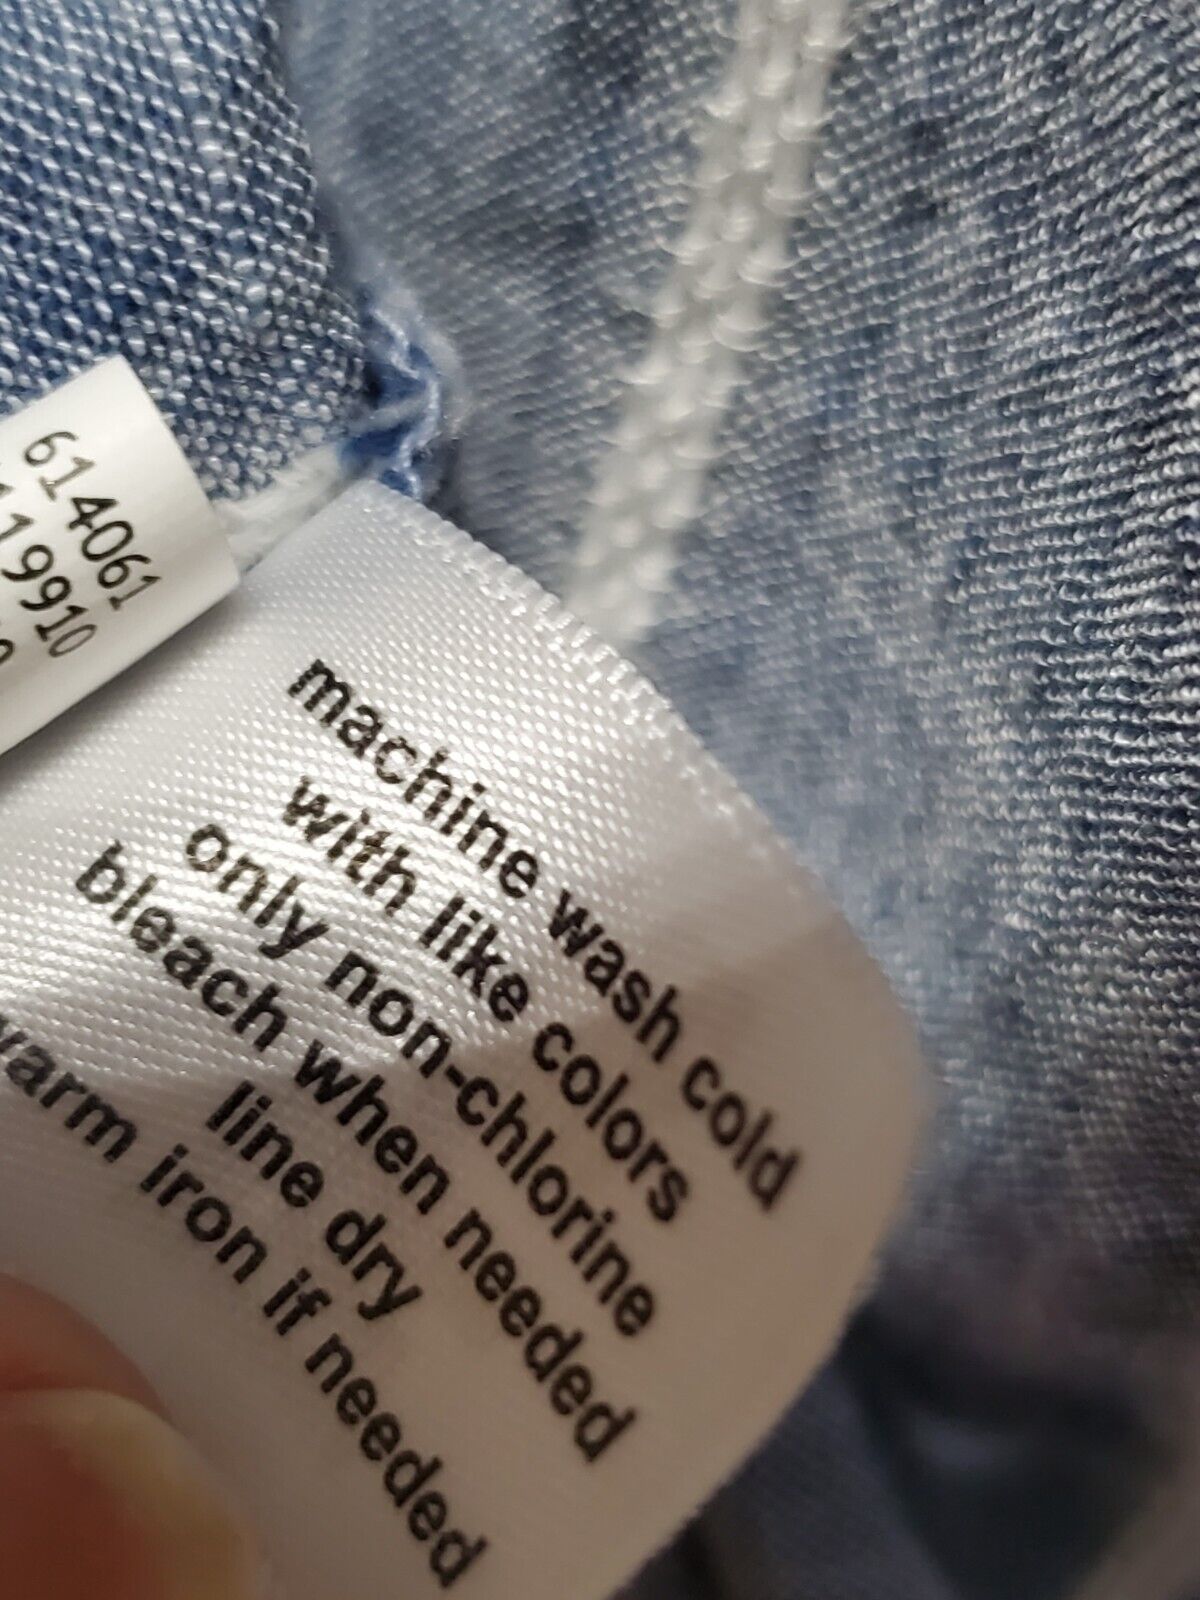 614061
119910
machine wash cold
with like colors
only non-chlorine
bleach when needed
line dry
warm iron if needed